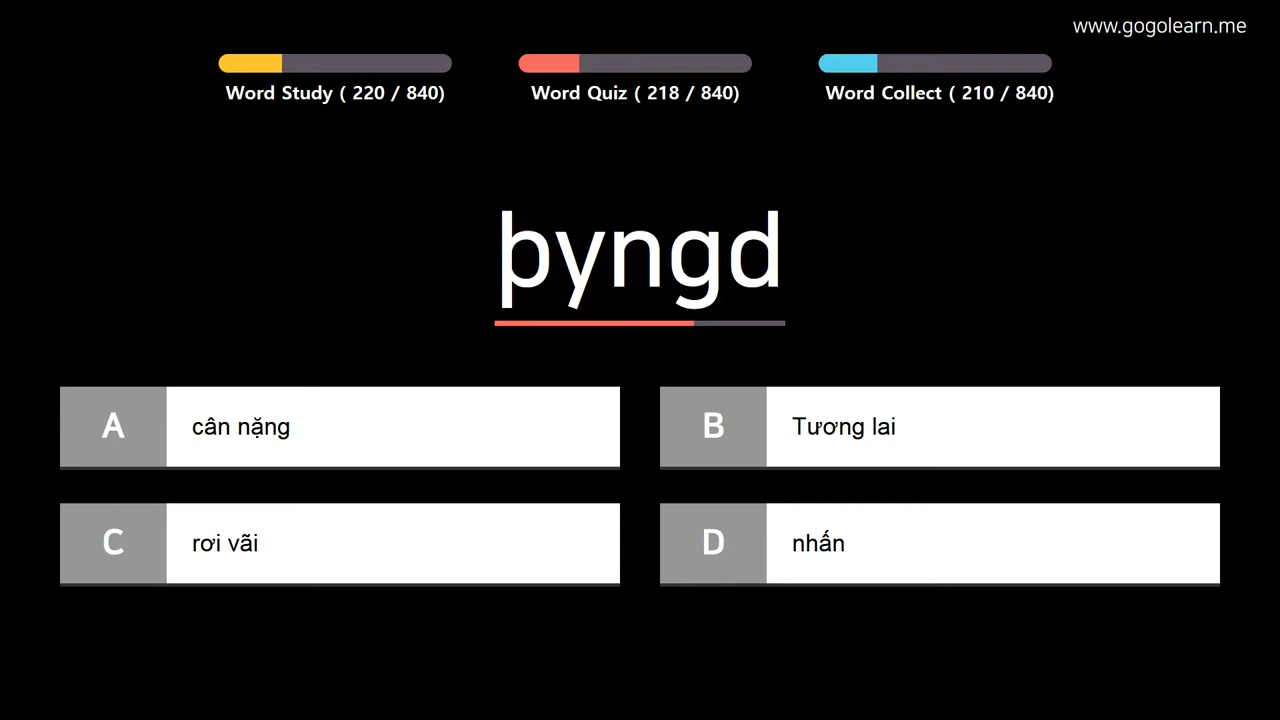 www.gogolearn.me
Word Study ( 220 / 840)
Word Quiz ( 218 / 840)
Word Collect ( 210 / 840)
þyngd
A
cân nặng
B
Tương lai
C
rơi vãi
D
nhấn